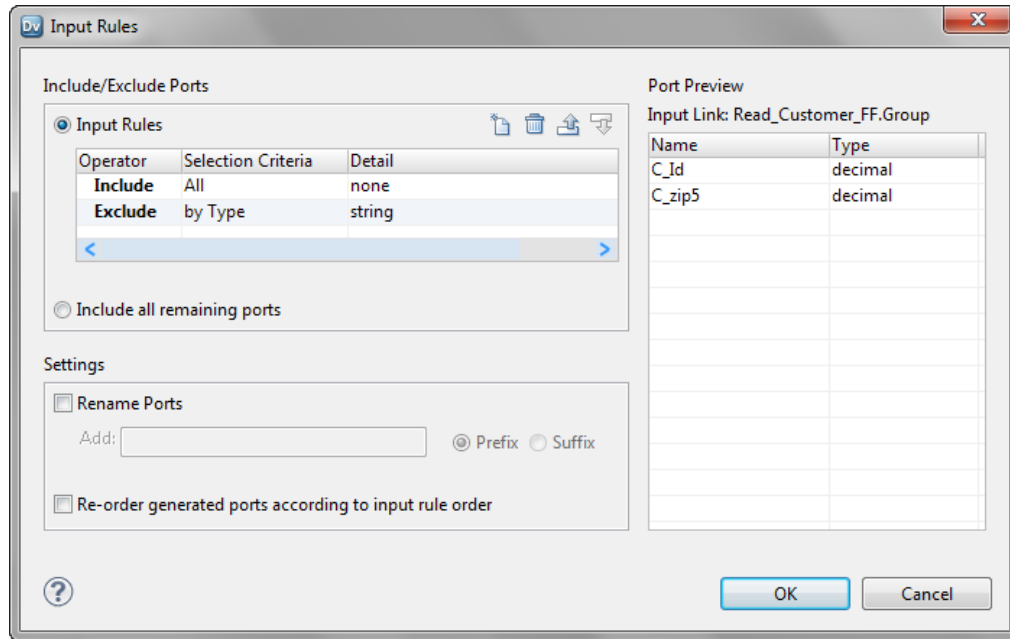 Dv Input Rules
Include/Exclude Ports
Input Rules
Operator Selection Criteria Detail
Include All none
Exclude by Type string
Include all remaining ports
Settings
Rename Ports
Add: Prefix Suffix
Re-order generated ports according to input rule order
Port Preview
Input Link: Read_Customer_FF.Group
Name Type
C_Id decimal
C_zip5 decimal
?
OK Cancel